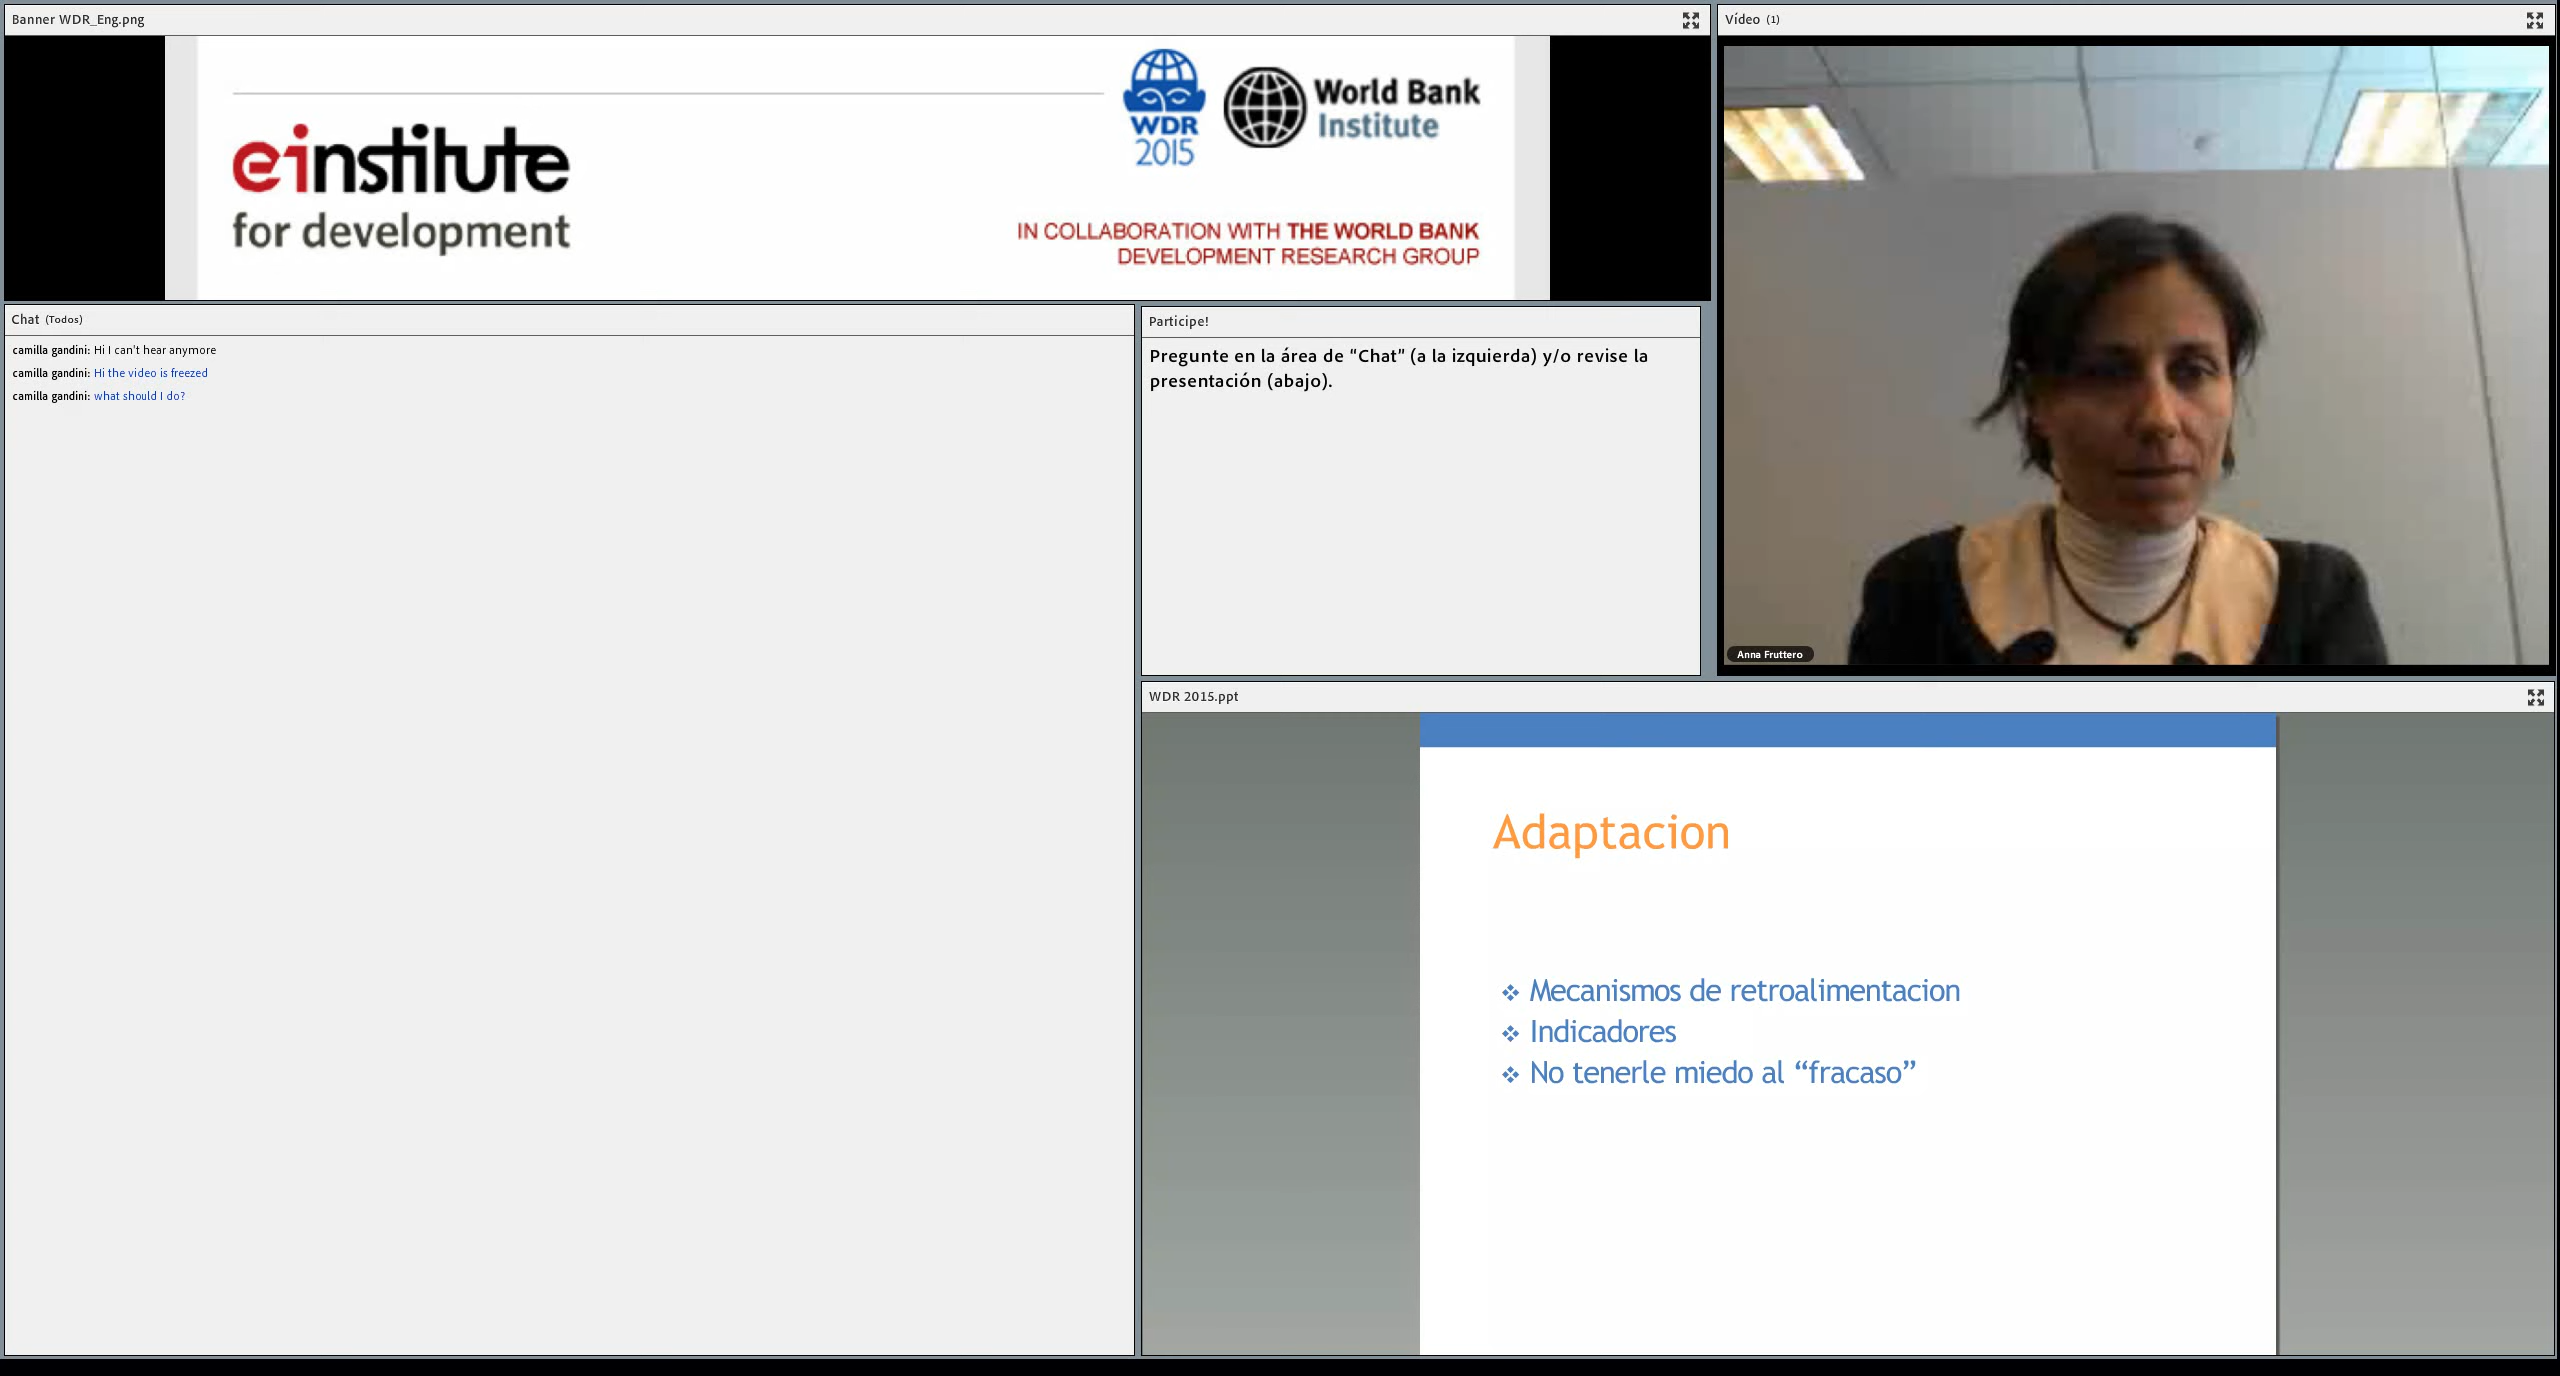 Banner WDR_Eng.png
WDR
2015
World Bank
Institute
einstitute
for development
IN COLLABORATION WITH THE WORLD BANK
DEVELOPMENT RESEARCH GROUP
Vídeo (1)
Anna Fruttero
Chat (Todos)
camilla gandini: Hi I can't hear anymore
camilla gandini: Hi the video is freezed
camilla gandini: what should I do?
Participe!
Pregunte en la área de “Chat” (a la izquierda) y/o revise la
presentación (abajo).
WDR 2015.ppt
Adaptacion
❖ Mecanismos de retroalimentacion
❖ Indicadores
❖ No tenerle miedo al “fracaso”